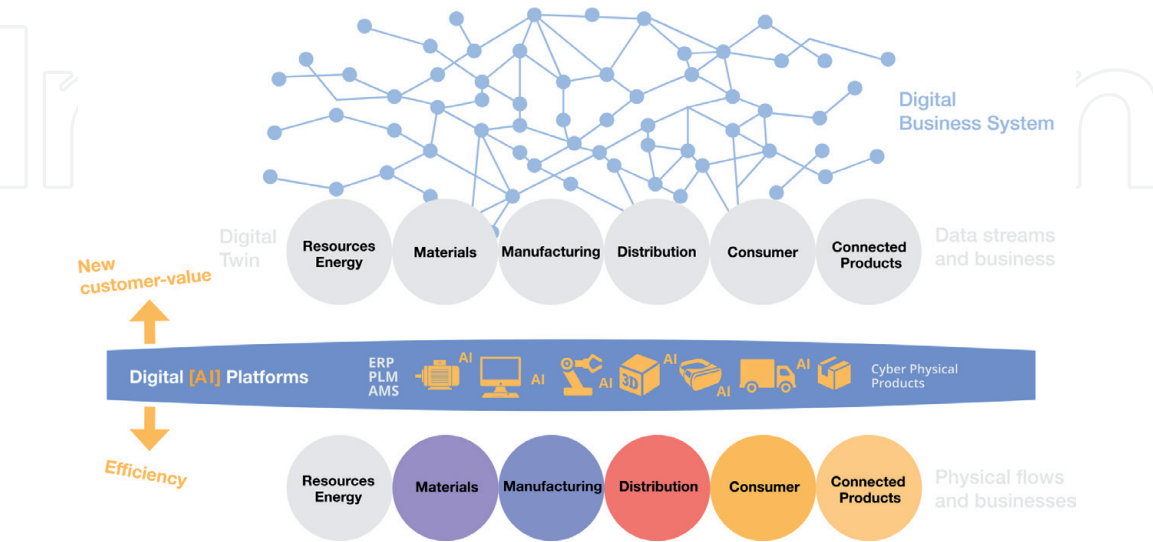 Digital
Business System
Digital
Twin
Resources
Energy
Materials
Manufacturing
Distribution
Consumer
Connected
Products
Data streams
and business
New
customer-value
Digital [AI] Platforms
ERP
PLM
AMS
AI
AI
AI
3D
AI
AI
AI
Cyber Physical
Products
Efficiency
Resources
Energy
Materials
Manufacturing
Distribution
Consumer
Connected
Products
Physical flows
and businesses